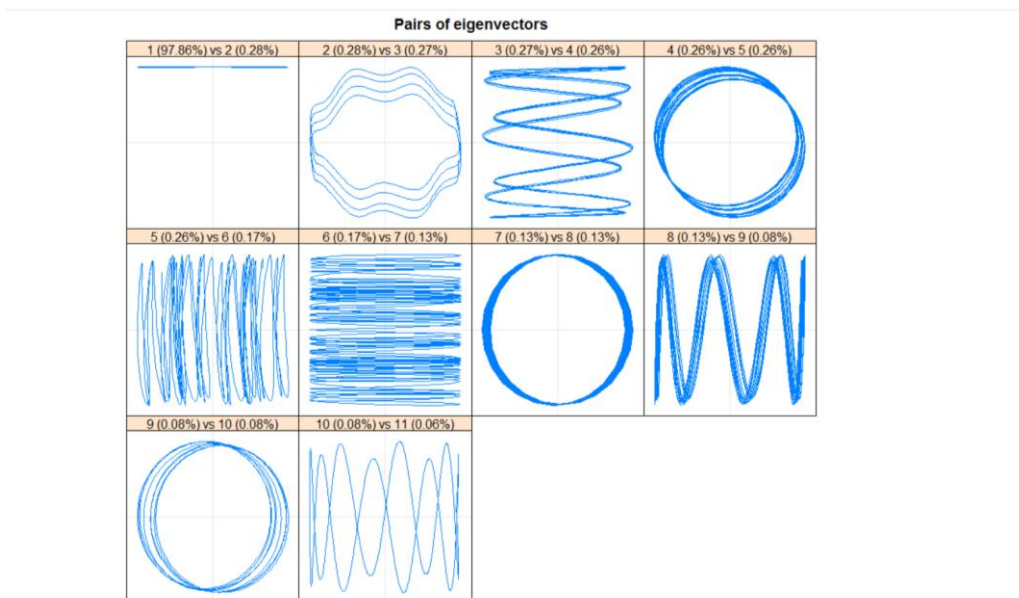 Pairs of eigenvectors
1 (97.86%) vs 2 (0.28%)
2 (0.28%) vs 3 (0.27%)
3 (0.27%) vs 4 (0.26%)
4 (0.26%) vs 5 (0.26%)
5 (0.26%) vs 6 (0.17%)
6 (0.17%) vs 7 (0.13%)
7 (0.13%) vs 8 (0.13%)
8 (0.13%) vs 9 (0.08%)
9 (0.08%) vs 10 (0.08%)
10 (0.08%) vs 11 (0.06%)